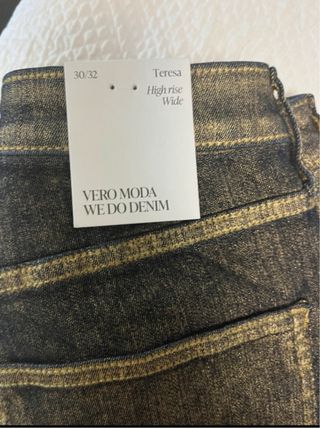 30/32 Teresa
High rise
Wide
VERO MODA
WE DO DENIM